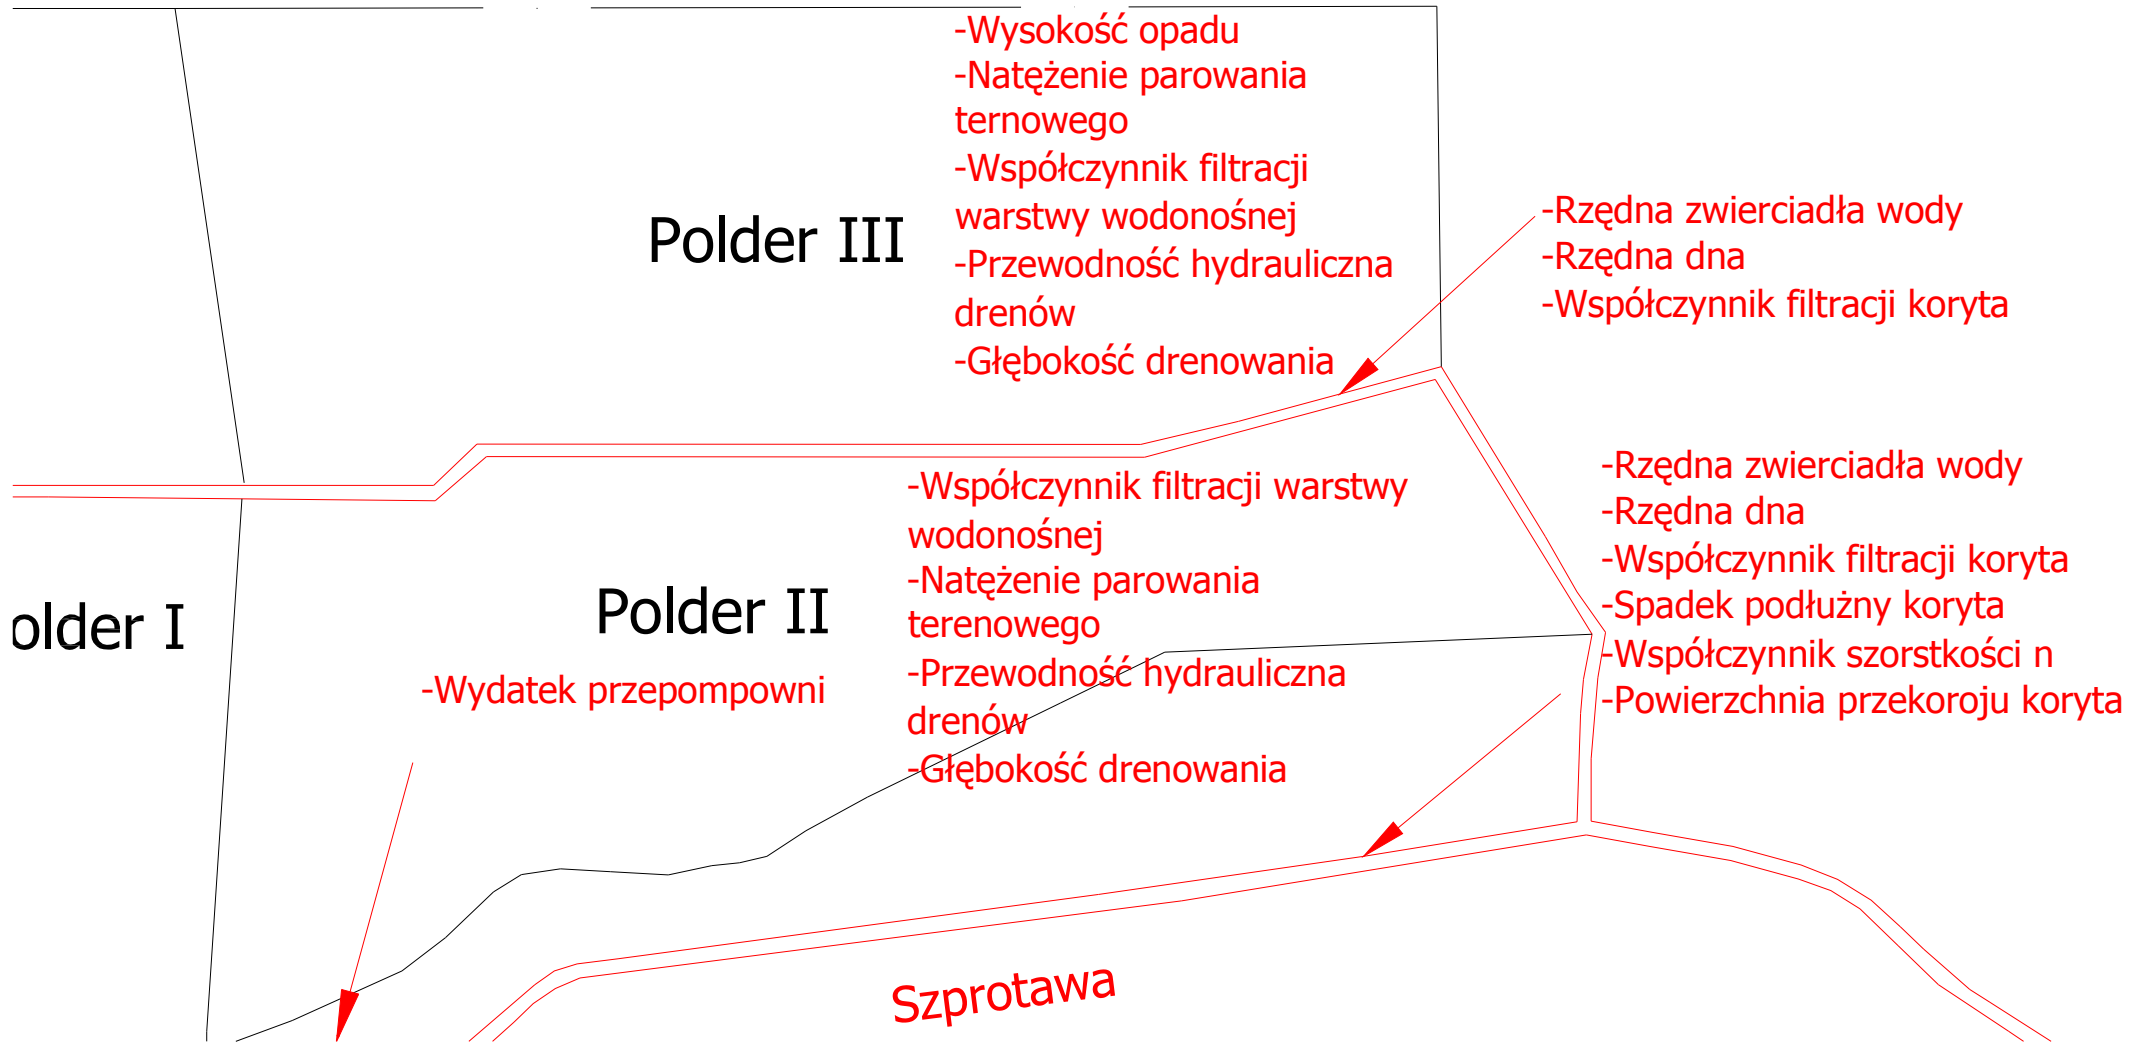 -Wysokość opadu
-Natężenie parowania
ternowego
-Współczynnik filtracji
warstwy wodonośnej
-Przewodność hydrauliczna
drenów
-Głębokość drenowania
Polder III
-Rzędna zwierciadła wody
-Rzędna dna
-Współczynnik filtracji koryta
-Współczynnik filtracji warstwy
wodonośnej
-Natężenie parowania
terenowego
-Przewodność hydrauliczna
drenów
-Głębokość drenowania
-Rzędna zwierciadła wody
-Rzędna dna
-Współczynnik filtracji koryta
-Spadek podłużny koryta
-Współczynnik szorstkości n
-Powierzchnia przekoroju koryta
older I
Polder II
-Wydatek przepompowni
Szprotawa